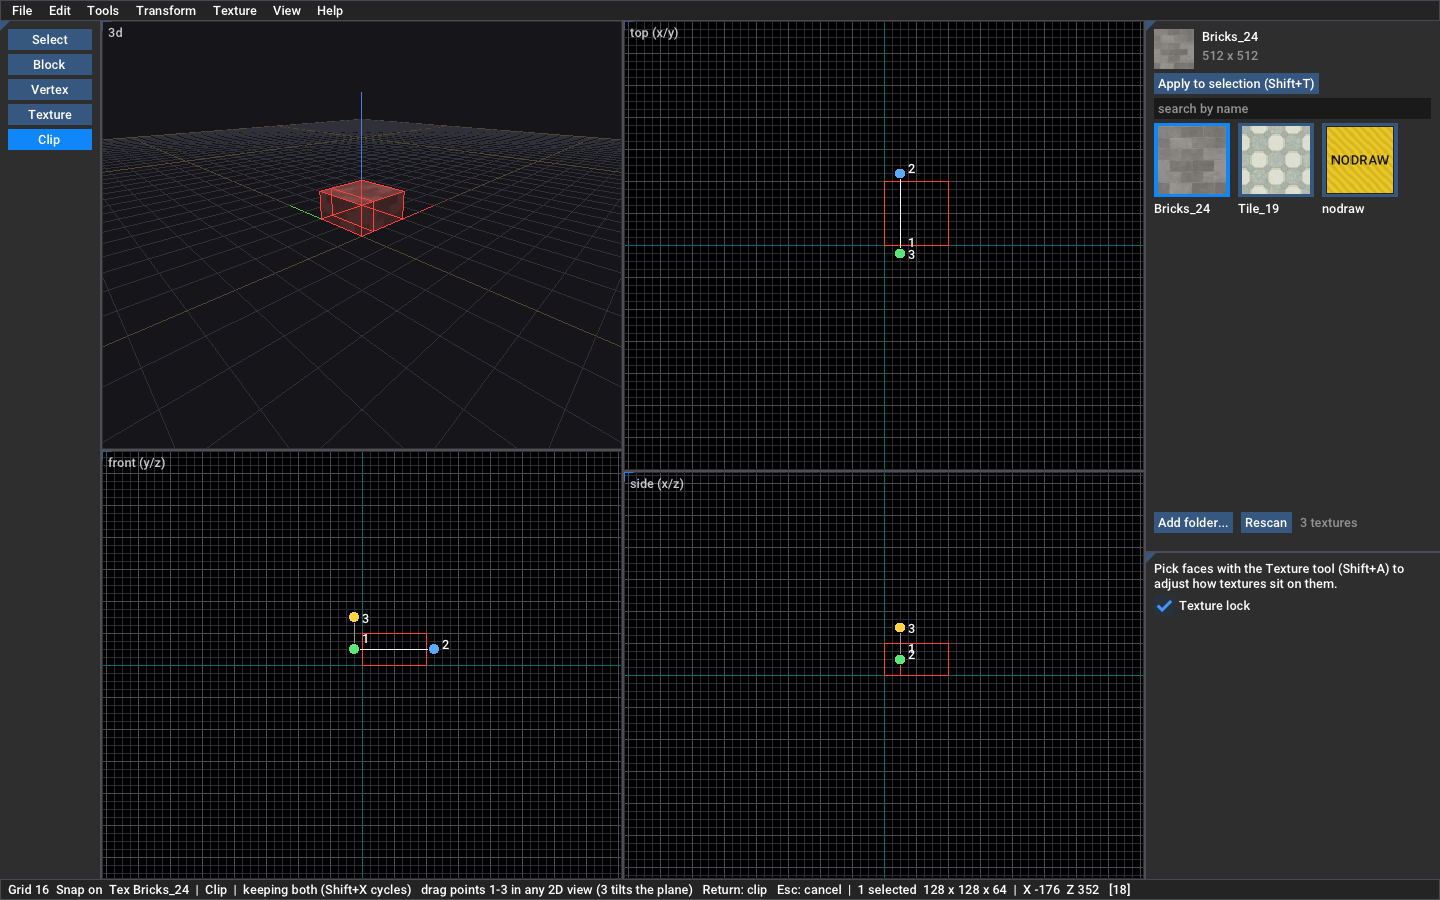 File Edit Tools Transform Texture View Help
Select
Block
Vertex
Texture
Clip
3d
top (x/y)
2
1
3
front (y/z)
3
1
2
side (x/z)
3
1
2
Bricks_24
512 x 512
Apply to selection (Shift+T)
search by name
NODRAW
Bricks_24 Tile_19 nodraw
Add folder... Rescan 3 textures
Pick faces with the Texture tool (Shift+A) to
adjust how textures sit on them.
Texture lock
Grid 16 Snap on Tex Bricks_24 | Clip | keeping both (Shift+X cycles) drag points 1-3 in any 2D view (3 tilts the plane) Return: clip Esc: cancel | 1 selected 128 x 128 x 64 | X -176 Z 352 [18]